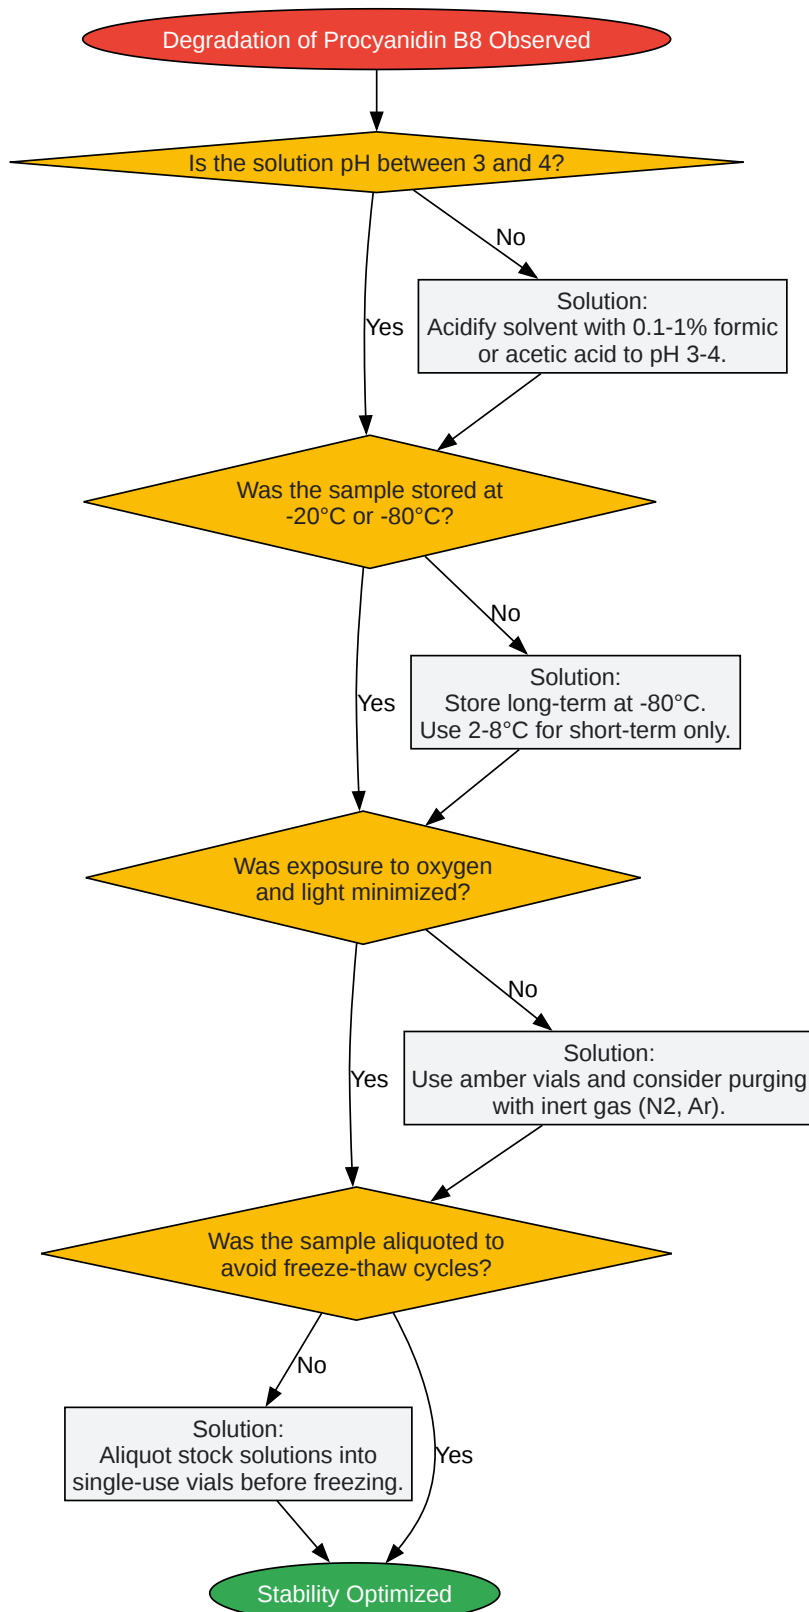 Degradation of Procyanidin B8 Observed
Is the solution pH between 3 and 4?
No
Yes
Solution:
Acidify solvent with 0.1-1% formic
or acetic acid to pH 3-4.
Was the sample stored at
-20°C or -80°C?
No
Yes
Solution:
Store long-term at -80°C.
Use 2-8°C for short-term only.
Was exposure to oxygen
and light minimized?
No
Yes
Solution:
Use amber vials and consider purging
with inert gas (N2, Ar).
Was the sample aliquoted to
avoid freeze-thaw cycles?
No
Yes
Solution:
Aliquot stock solutions into
single-use vials before freezing.
Stability Optimized